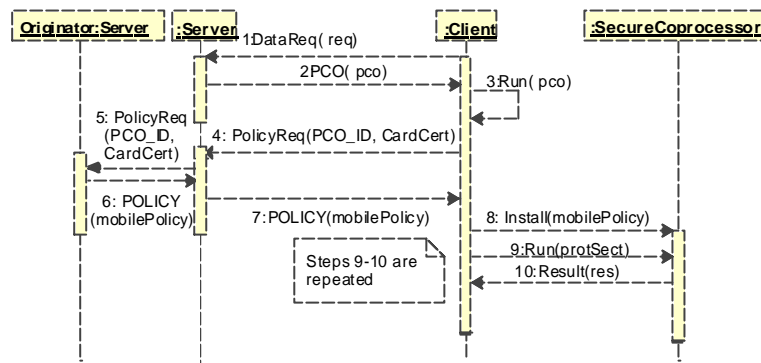 Originator:Server
:Server
:Client
:SecureCoprocessor
1:DataReq( req)
2PCO( pco)
3:Run( pco)
5: PolicyReq
(PCO_ID,
CardCert)
4: PolicyReq(PCO_ID, CardCert)
6: POLICY
(mobilePolicy)
7:POLICY(mobilePolicy)
8: Install(mobilePolicy)
9:Run(protSect)
10:Result(res)
Steps 9-10 are
repeated